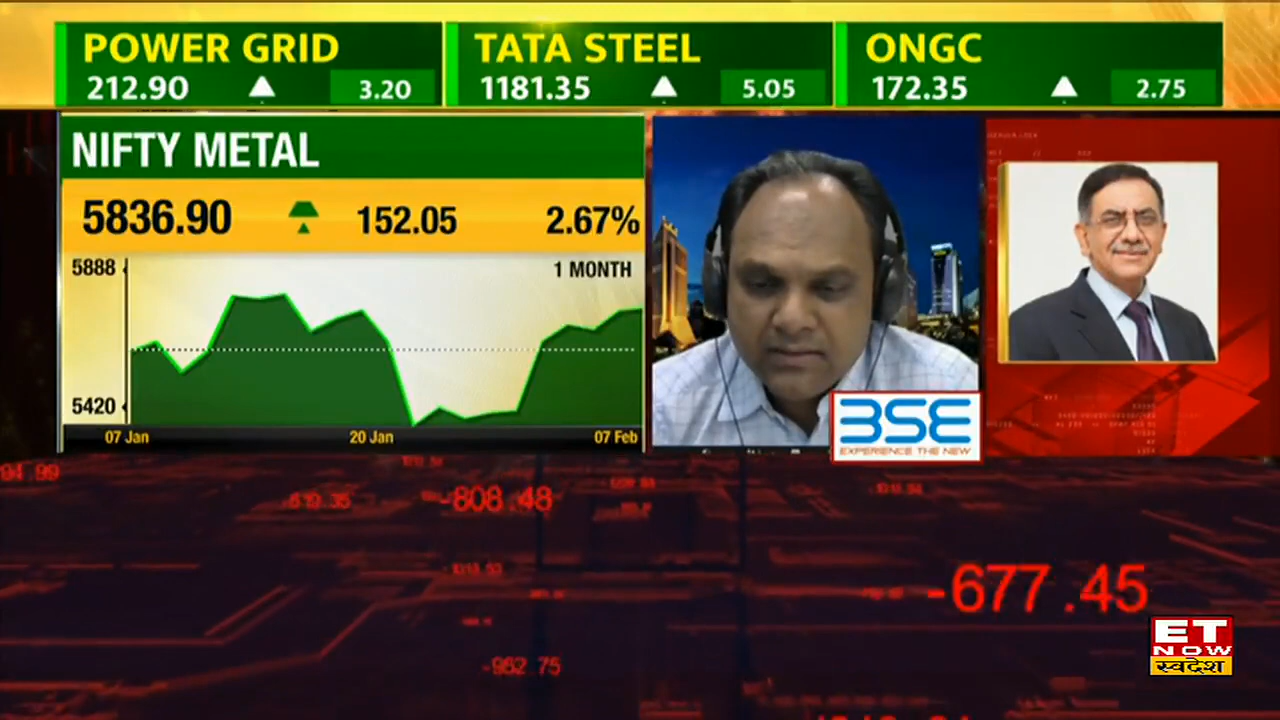 POWER GRID
212.90 3.20
TATA STEEL
1181.35 5.05
ONGC
172.35 2.75
NIFTY METAL
5836.90 152.05 2.67%
5888
1 MONTH
5420
07 Jan 20 Jan 07 Feb
BSE
EXPERIENCE THE NEW
-808.48
-677.45
-952.75
ET
NOW
स्वदेश